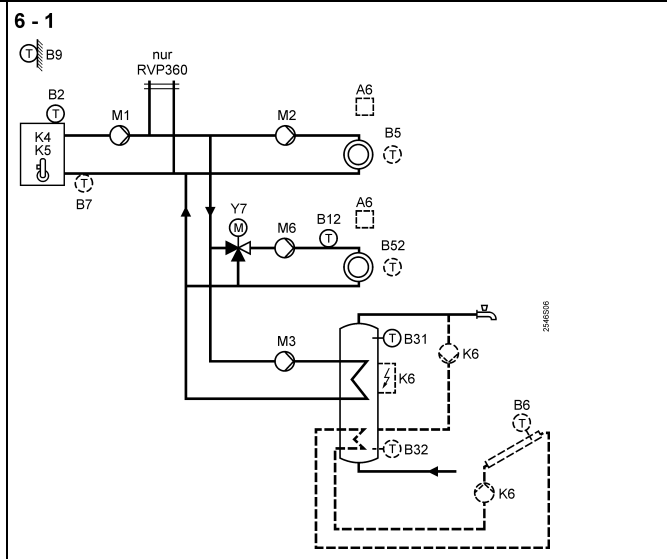 6 - 1
T B9
nur
RVP360
B2
T
M1
M2
A6
B5
T
K4
K5
T
B7
A6
Y7
M
M6
B12
T
B52
T
2546S06
M3
T B31
K6
K6
B6
T
T B32
K6